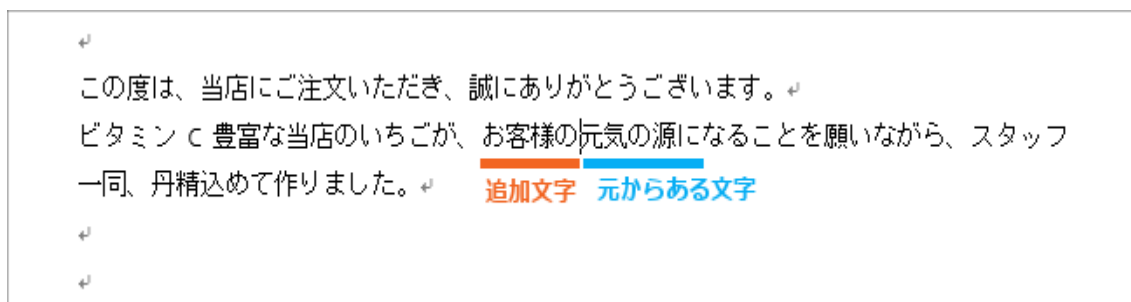 この度は、当店にご注文いただき、誠にありがとうございます。
ビタミン C 豊富な当店のいちごが、お客様の元気の源になることを願いながら、スタッフ
一同、丹精込めて作りました。
追加文字 元からある文字